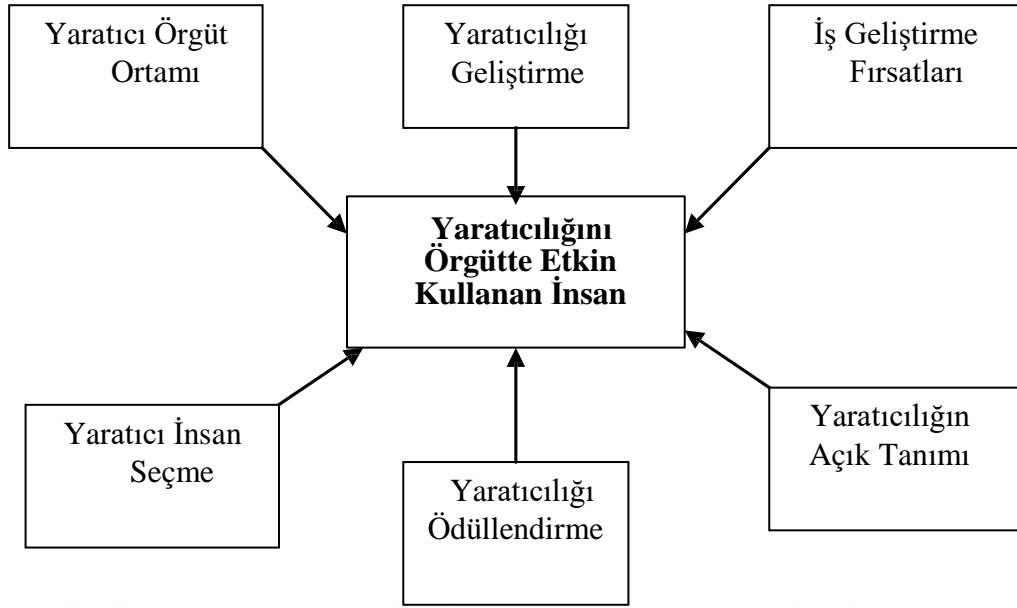 Yaratıcı Örgüt
Ortamı
Yaratıcılığı
Geliştirme
İş Geliştirme
Fırsatları
Yaratıcılığını
Örgütte Etkin
Kullanan İnsan
Yaratıcı İnsan
Seçme
Yaratıcılığı
Ödüllendirme
Yaratıcılığın
Açık Tanımı